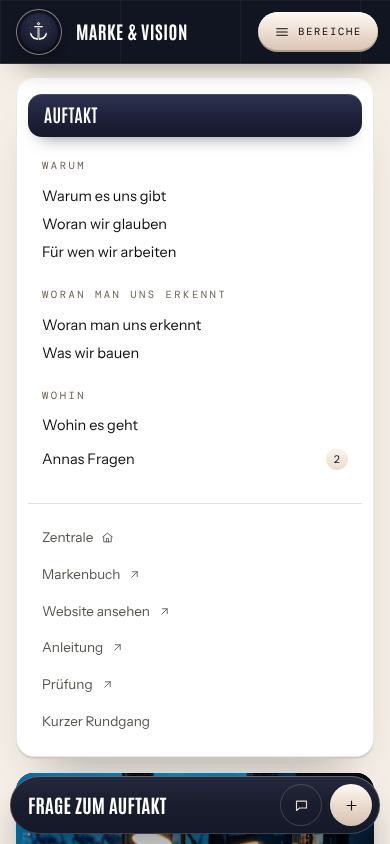 MARKE & VISION
BEREICHE
AUFTAKT
WARUM
Warum es uns gibt
Woran wir glauben
Für wen wir arbeiten
WORAN MAN UNS ERKENNT
Woran man uns erkennt
Was wir bauen
WOHIN
Wohin es geht
Annas Fragen 2
Zentrale
Markenbuch
Website ansehen
Anleitung
Prüfung
Kurzer Rundgang
FRAGE ZUM AUFTAKT